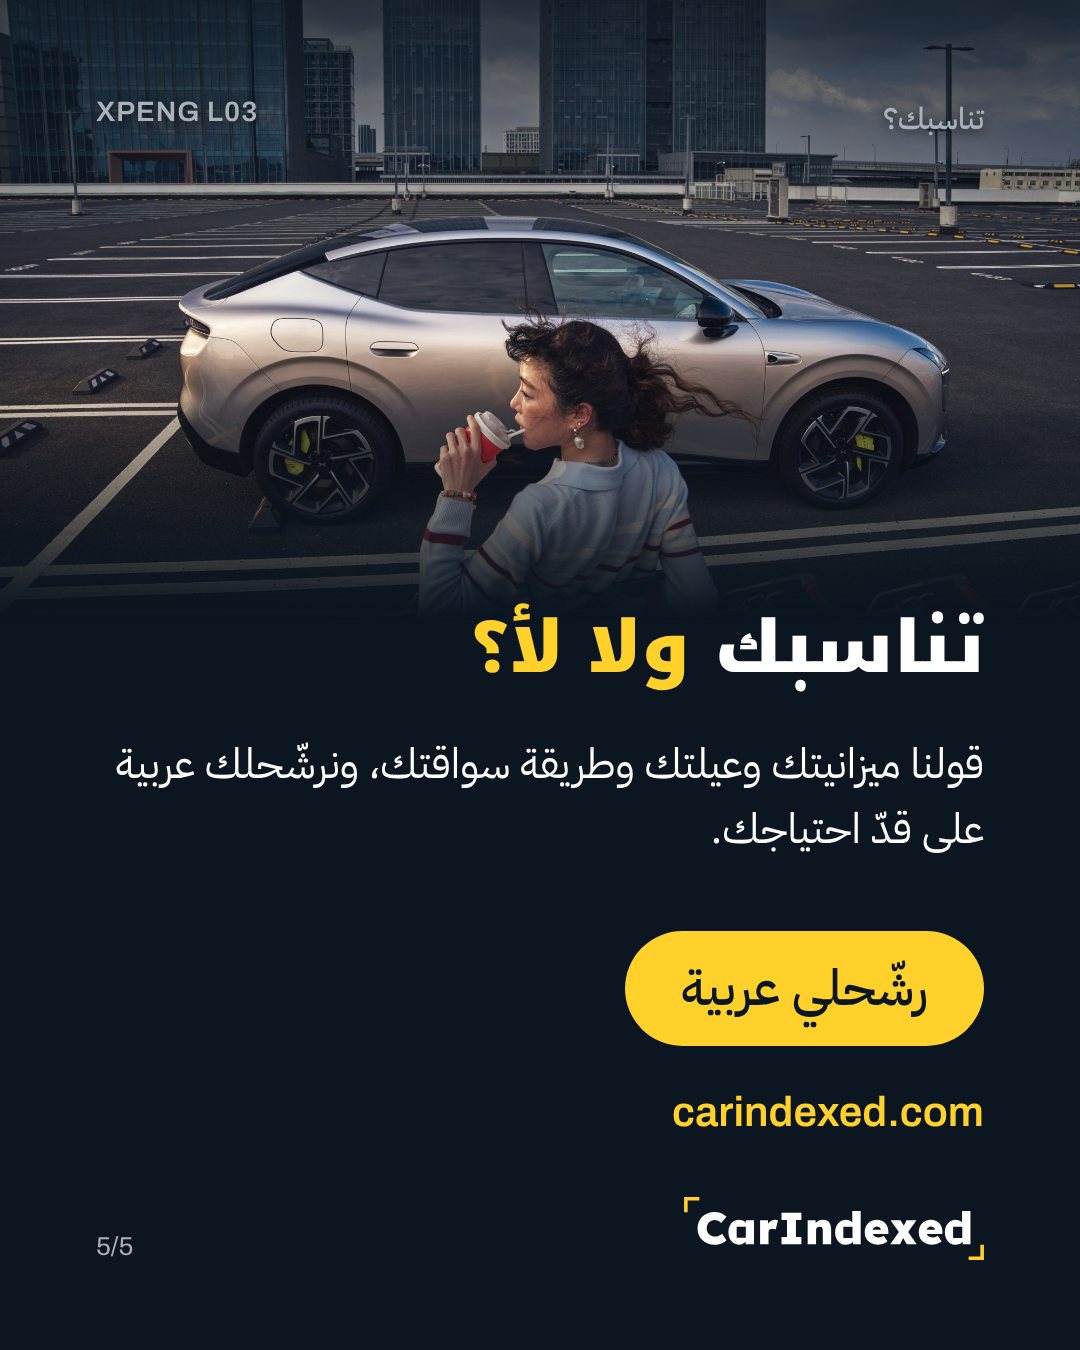 XPENG L03
تناسبك؟
تناسبك ولا لأ؟
قولنا ميزانيتك وعيلتك وطريقة سواقتك، ونرشّحلك عربية
على قدّ احتياجك.
رشّحلي عربية
carindexed.com
CarIndexed
5/5